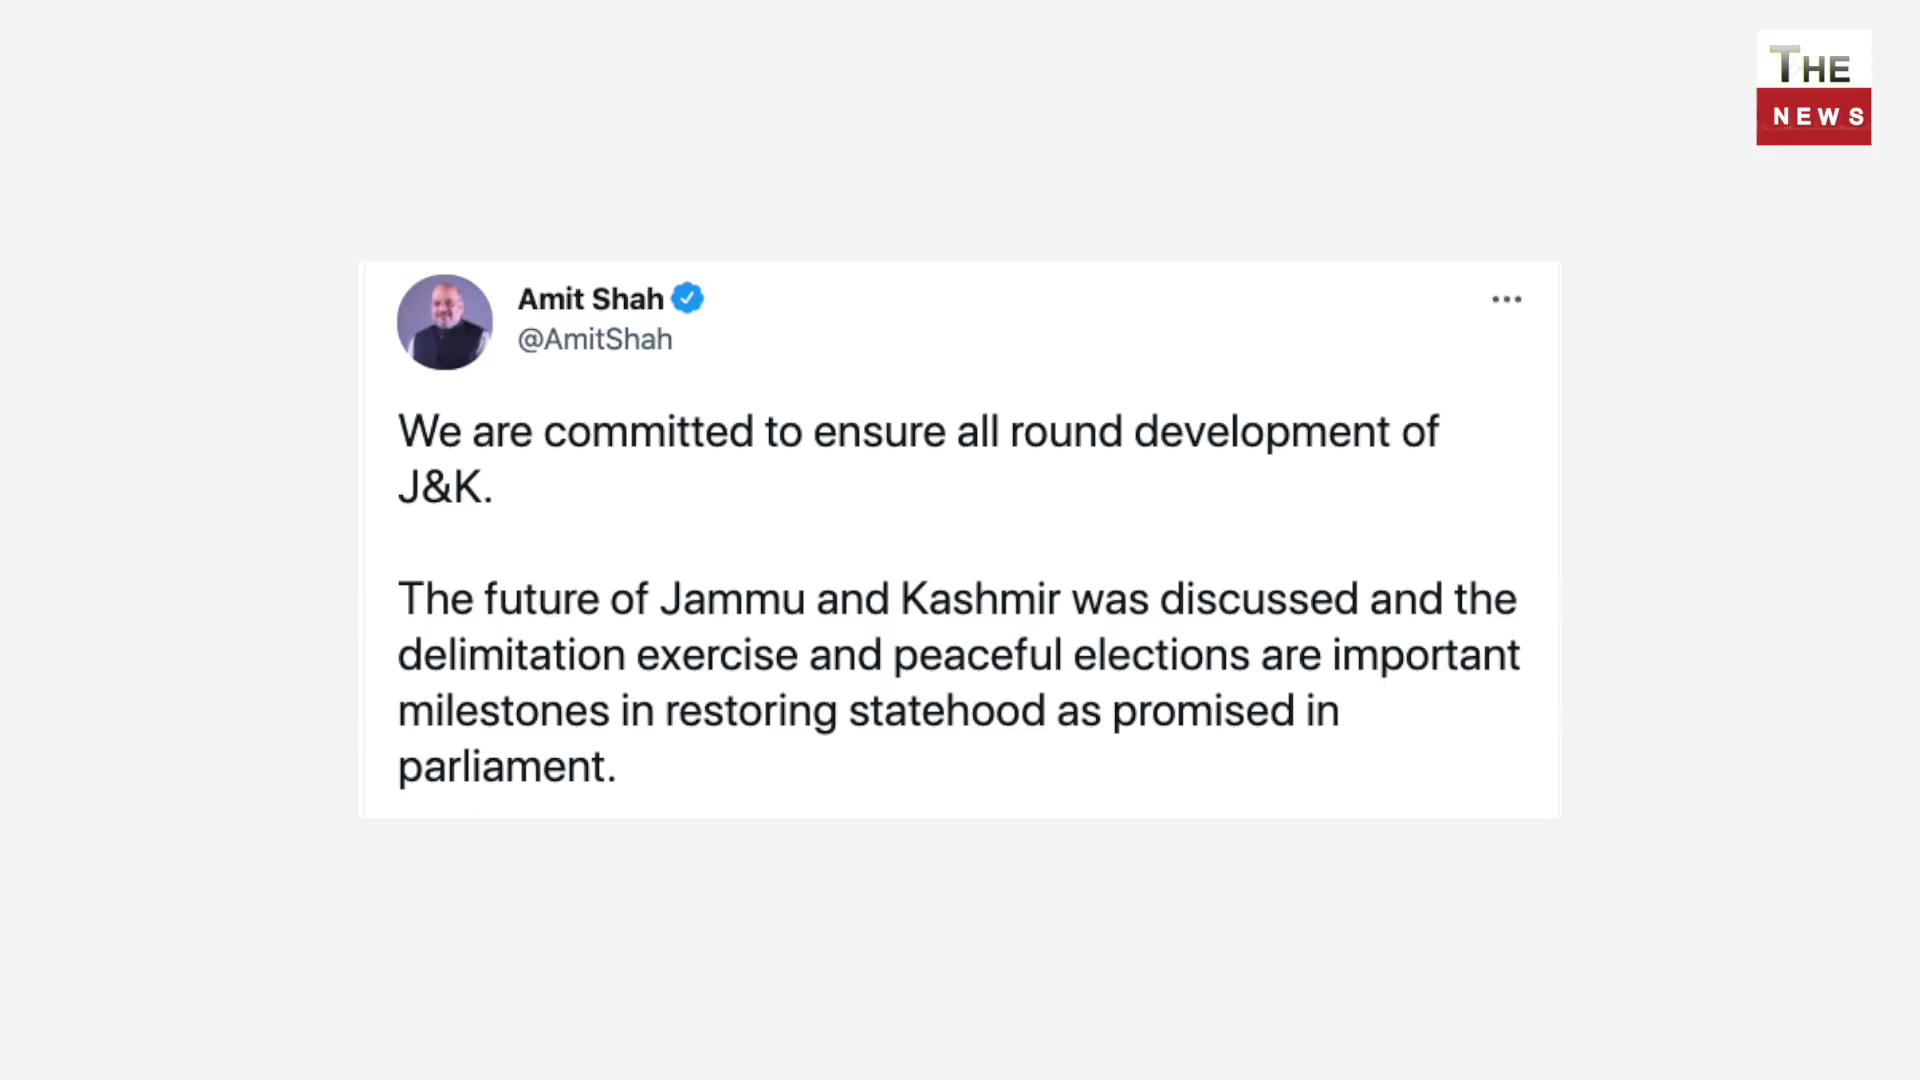 THE
NEWS
Amit Shah
@AmitShah
We are committed to ensure all round development of
J&K.
The future of Jammu and Kashmir was discussed and the
delimitation exercise and peaceful elections are important
milestones in restoring statehood as promised in
parliament.